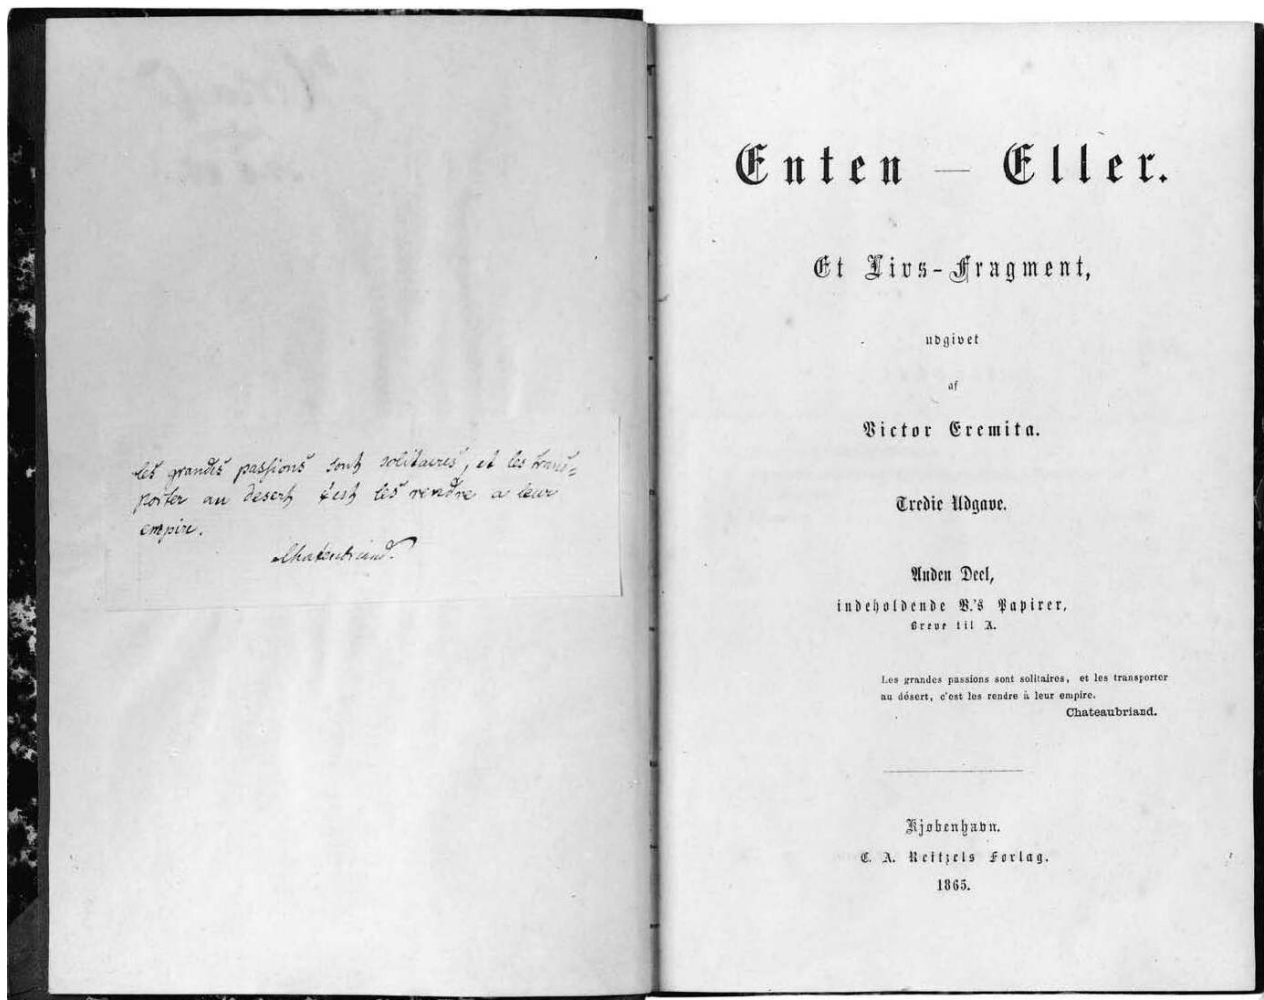 les grandes passions sont solitaires, et les trans=
porter au desert c'est les rendre a leur
empire.
Chateubriand.
Enten — Eller.
Et Livs-Fragment,
udgivet
af
Victor Eremita.
Tredie Udgave.
Anden Deel,
indeholdende B.'s Papirer,
Breve til A.
Les grandes passions sont solitaires, et les transporter
au désert, c'est les rendre à leur empire.
Chateaubriand.
Kjøbenhavn.
C. A. Reitzels Forlag.
1865.